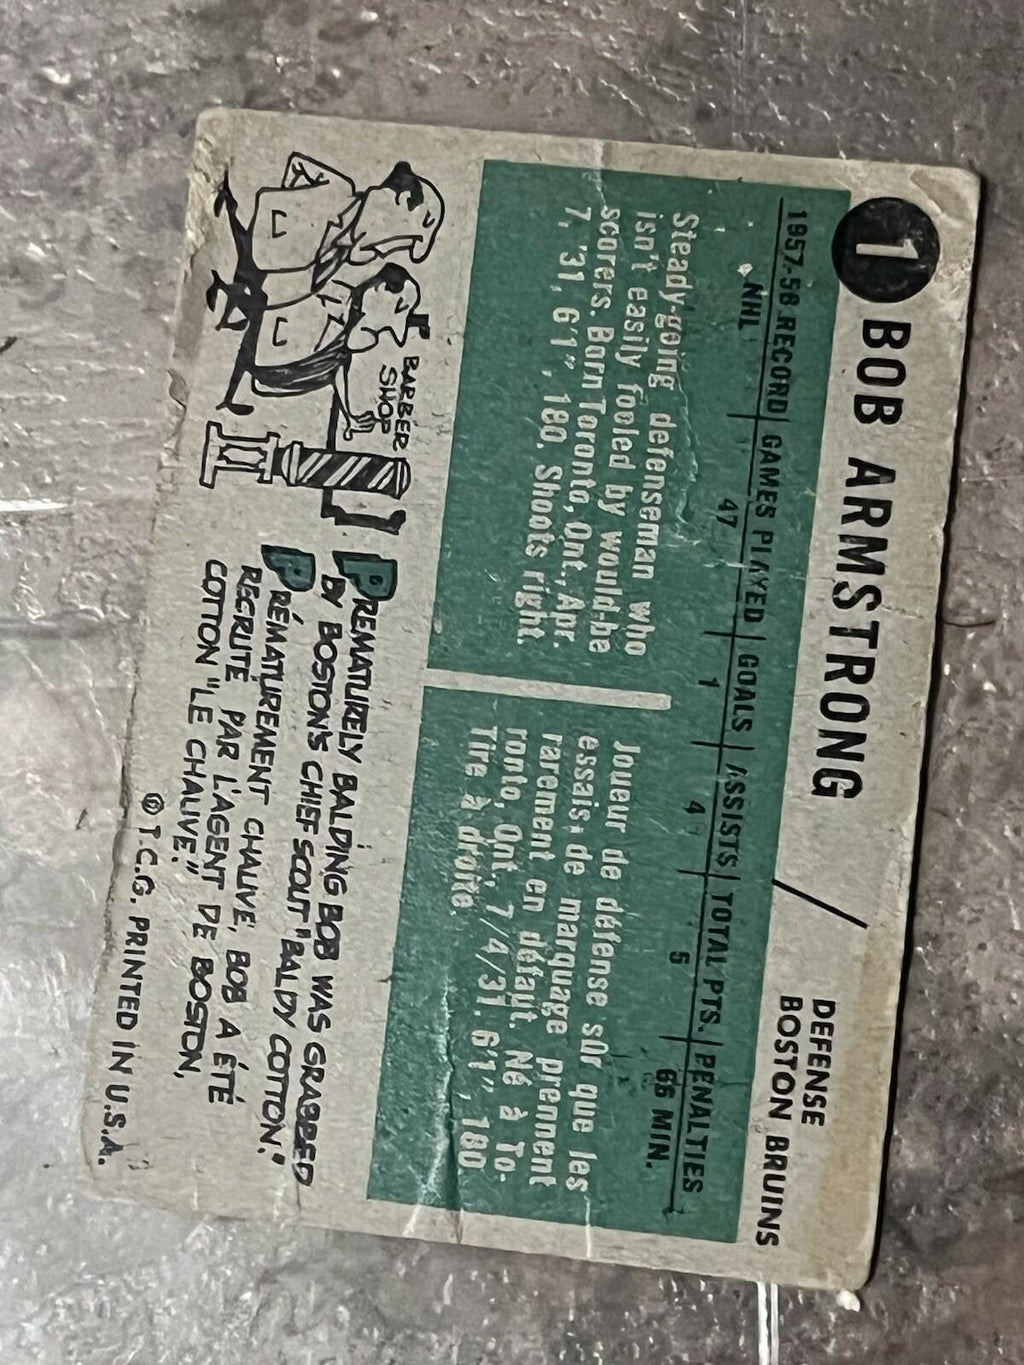 1 BOB ARMSTRONG / DEFENSE
BOSTON BRUINS
1957-58 RECORD GAMES PLAYED GOALS ASSISTS TOTAL PTS. PENALTIES
NHL 47 1 4 5 66 MIN.
Steady-going defenseman who
isn't easily fooled by would-be
scorers. Born Toronto, Ont., Apr.
7, '31, 6'1", 180. Shoots right.
Joueur de défense sûr que les
essais de marquage prennent
rarement en défaut. Né à To-
ronto, Ont., 7/4/31. 6'1", 180
Tire à droite.
BARBER
SHOP
PREMATURELY BALDING BOB WAS GRABBED
BY BOSTON'S CHIEF SCOUT "BALDY COTTON."
PRÉMATUREMENT CHAUVE, BOB A ÉTÉ
RECRUTE PAR L'AGENT DE BOSTON,
COTTON "LE CHAUVE."
© T.C.G. PRINTED IN U.S.A.